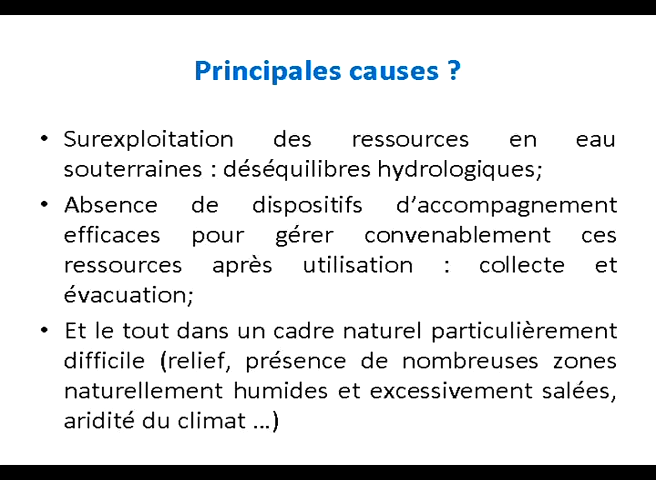 Principales causes ?
• Surexploitation des ressources en eau
souterraines : déséquilibres hydrologiques;
• Absence de dispositifs d'accompagnement
efficaces pour gérer convenablement ces
ressources après utilisation : collecte et
évacuation;
• Et le tout dans un cadre naturel particulièrement
difficile (relief, présence de nombreuses zones
naturellement humides et excessivement salées,
aridité du climat ...)